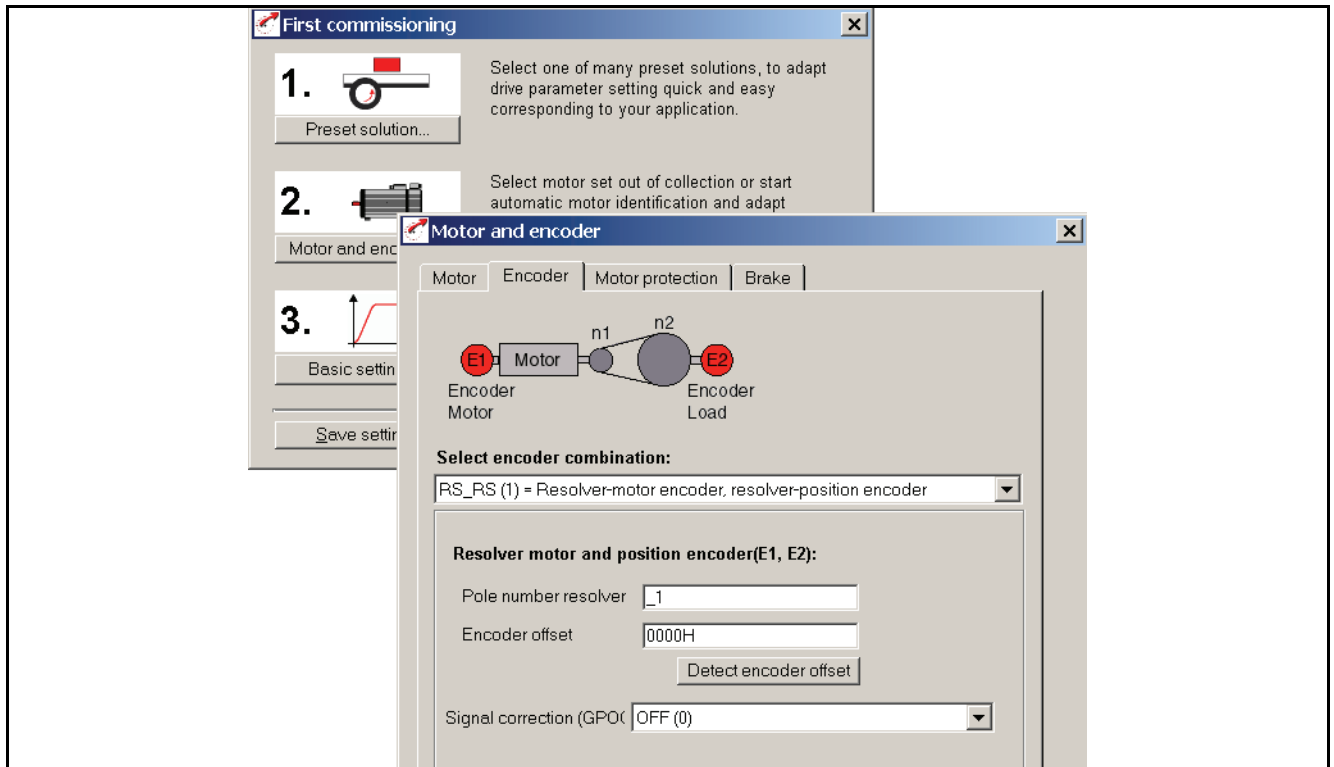 First commissioning
1.
Select one of many preset solutions, to adapt
drive parameter setting quick and easy
corresponding to your application.
Preset solution...
2.
Select motor set out of collection or start
automatic motor identification and adapt
Motor and enc
3.
Basic settin
Save settin
Motor and encoder
Motor
Encoder
Motor protection
Brake
n1
n2
E1
Motor
E2
Encoder
Motor
Encoder
Load
Select encoder combination:
RS_RS (1) = Resolver-motor encoder, resolver-position encoder
Resolver motor and position encoder(E1, E2):
Pole number resolver
_1
Encoder offset
0000H
Detect encoder offset
Signal correction (GPOC
OFF (0)